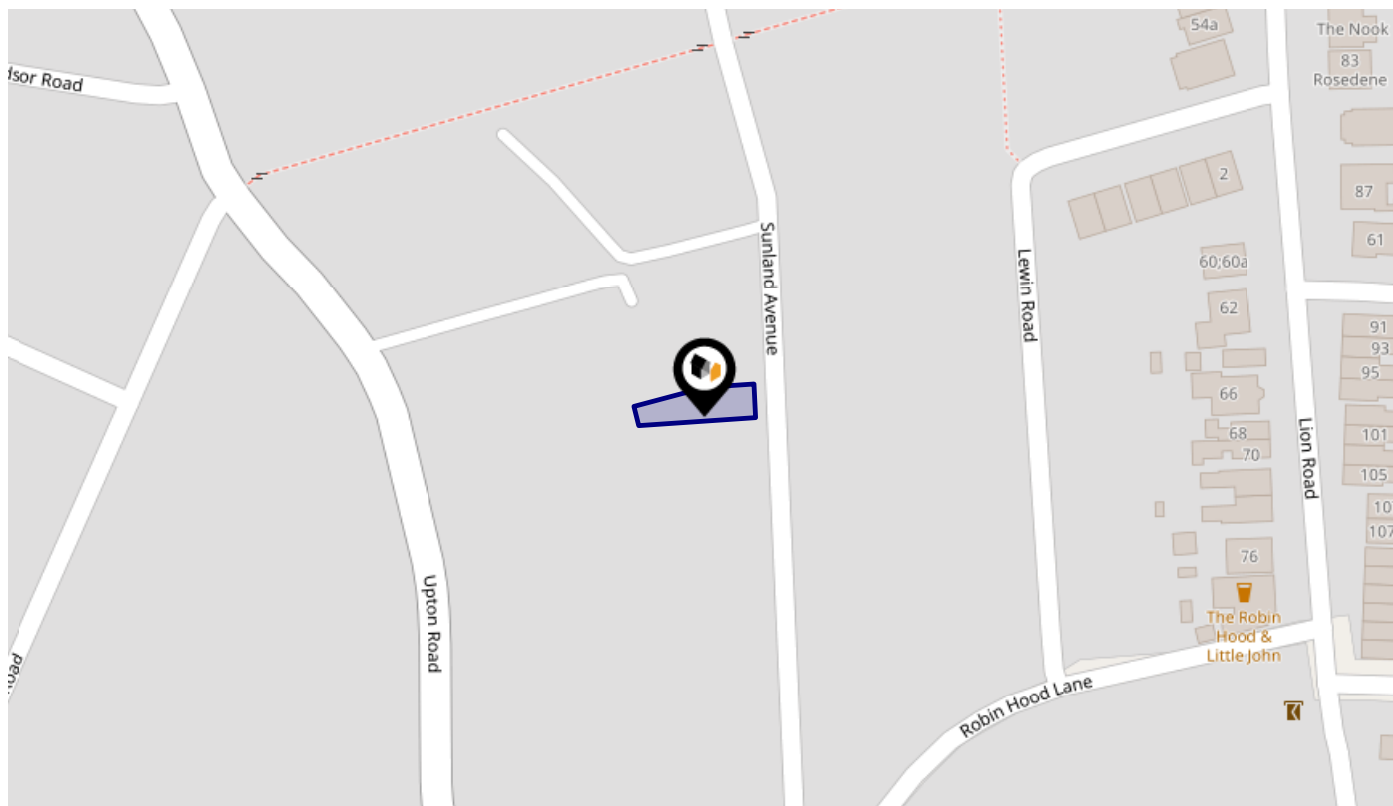 54a
The Nook
83
Rosedene
dsor Road
2
87
61
Sunland Avenue
Lewin Road
60;60a
62
91
93
95
66
68
70
101
105
Lion Road
10
107
76
Upton Road
The Robin
Hood &
Little John
Road
Robin Hood Lane